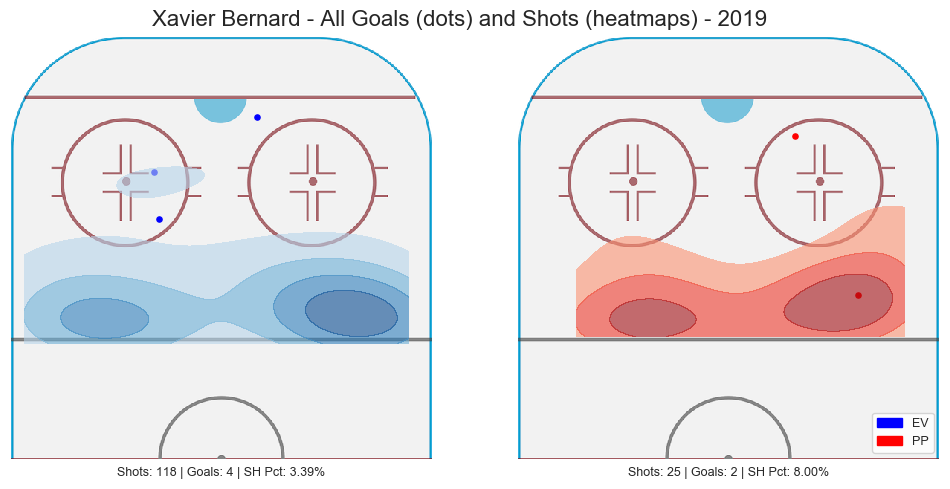 Xavier Bernard - All Goals (dots) and Shots (heatmaps) - 2019
EV
PP
Shots: 118 | Goals: 4 | SH Pct: 3.39%
Shots: 25 | Goals: 2 | SH Pct: 8.00%